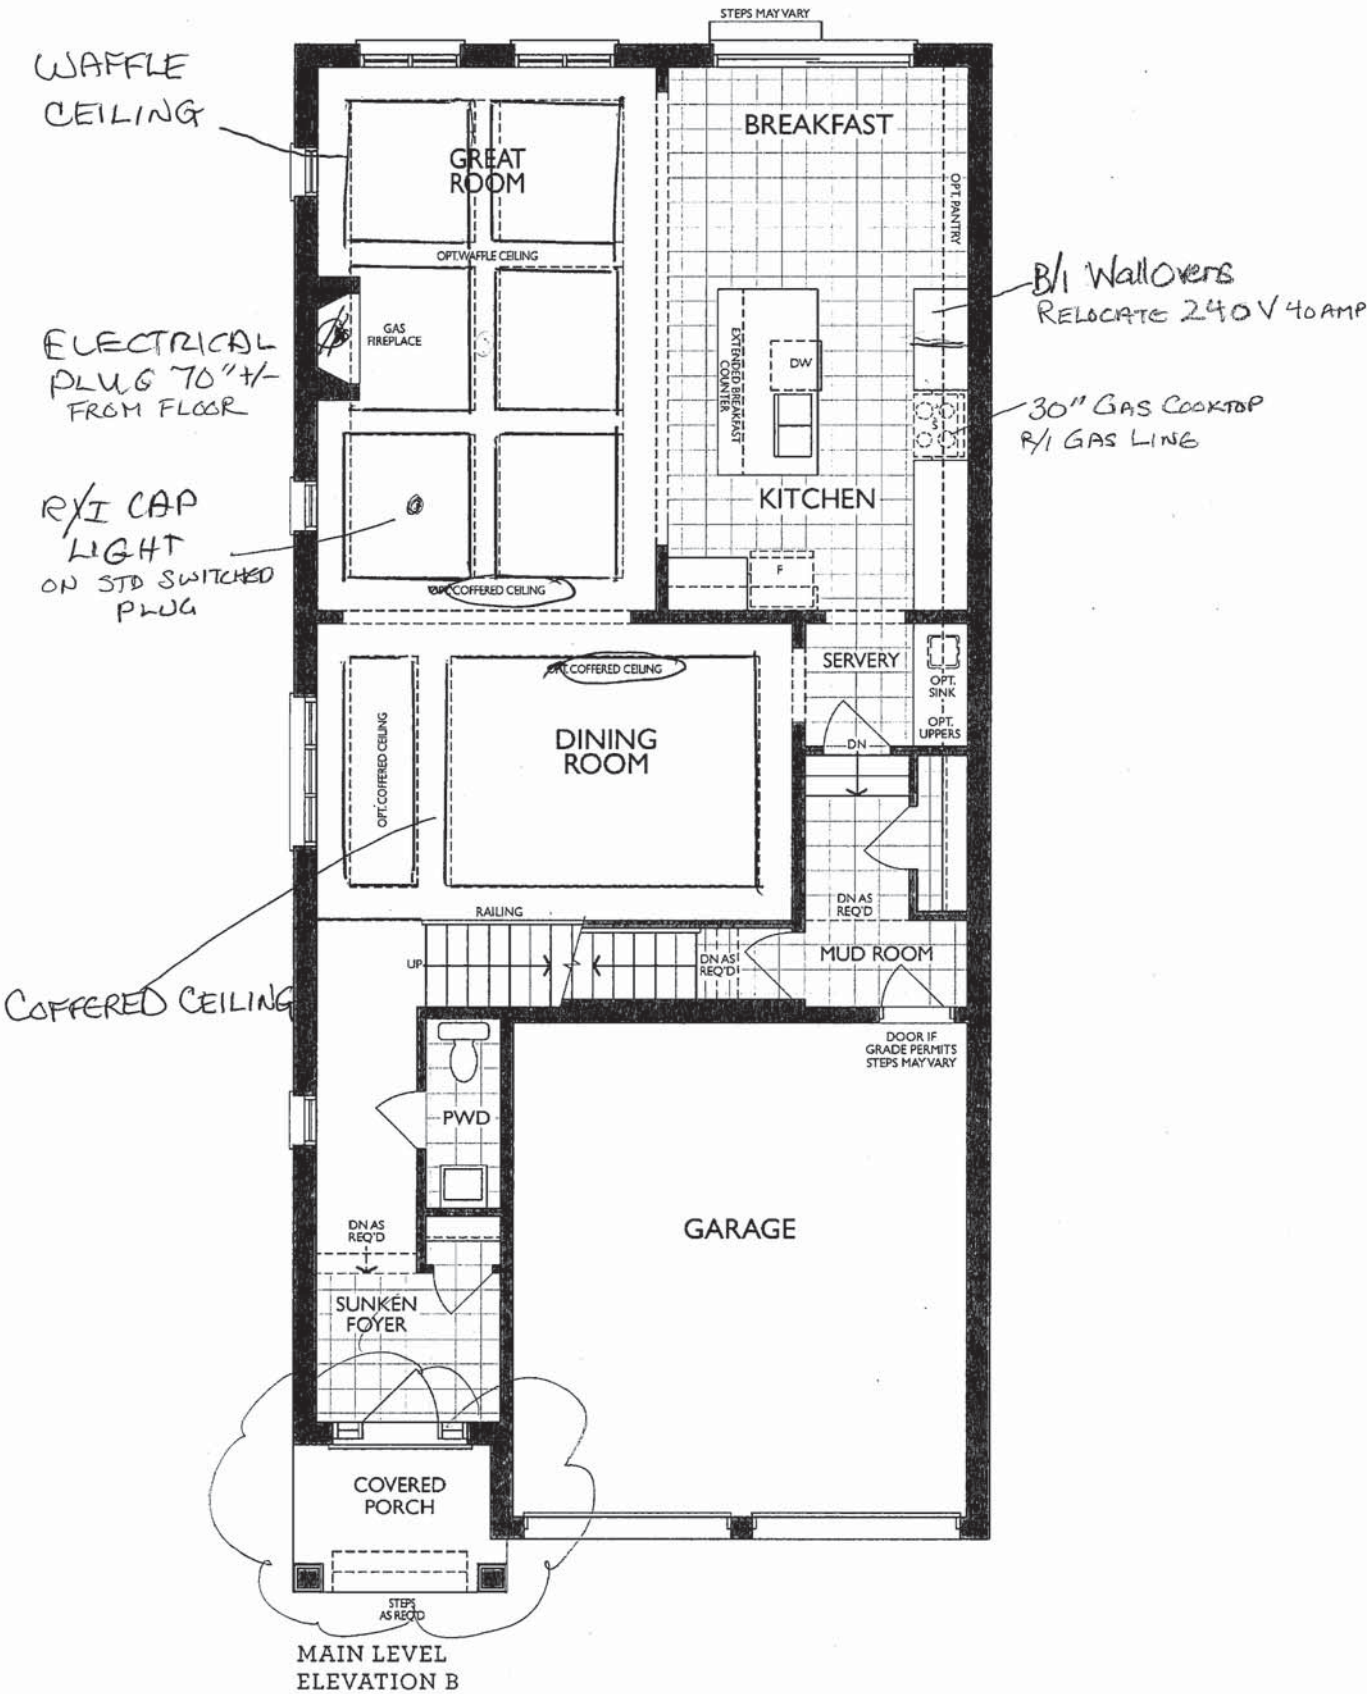 STEPS MAY VARY
WAFFLE
CEILING
BREAKFAST
GREAT
ROOM
OPT. PANTRY
OPT. WAFFLE CEILING
B/I Wall Ovens
RELOCATE 240V 40AMP
GAS
FIREPLACE
ELECTRICAL
PLUG 70" +/-
FROM FLOOR
EXTENDED BREAKFAST
COUNTER
DW
S
30" GAS COOKTOP
R/I GAS LINE
KITCHEN
R/I CAP
LIGHT
ON STD SWITCHED
PLUG
F
OPT. COFFERED CEILING
OPT. COFFERED CEILING
SERVERY
OPT.
SINK
OPT.
UPPERS
DINING
ROOM
OPT. COFFERED CEILING
DN
DN AS
REQ'D
RAILING
UP
DN AS
REQ'D
MUD ROOM
COFFERED CEILING
DOOR IF
GRADE PERMITS
STEPS MAY VARY
PWD
GARAGE
DN AS
REQ'D
SUNKEN
FOYER
COVERED
PORCH
STEPS
AS REQ'D
MAIN LEVEL
ELEVATION B